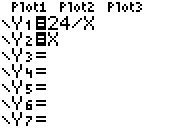 Plot1 Plot2 Plot3
\Y1=24/X
\Y2=X
\Y3=
\Y4=
\Y5=
\Y6=
\Y7=